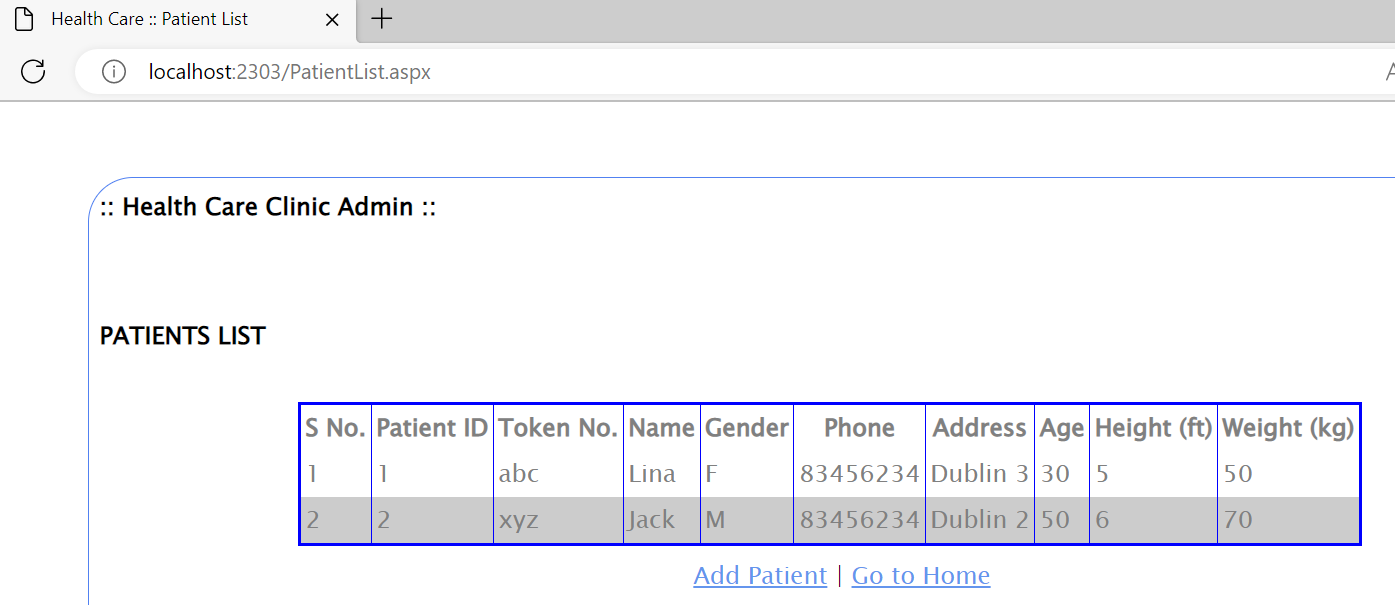 Health Care :: Patient List
localhost:2303/PatientList.aspx
:: Health Care Clinic Admin ::
PATIENTS LIST
S No. Patient ID Token No. Name Gender Phone Address Age Height (ft) Weight (kg)
1 1 abc Lina F 83456234 Dublin 3 30 5 50
2 2 xyz Jack M 83456234 Dublin 2 50 6 70
Add Patient | Go to Home